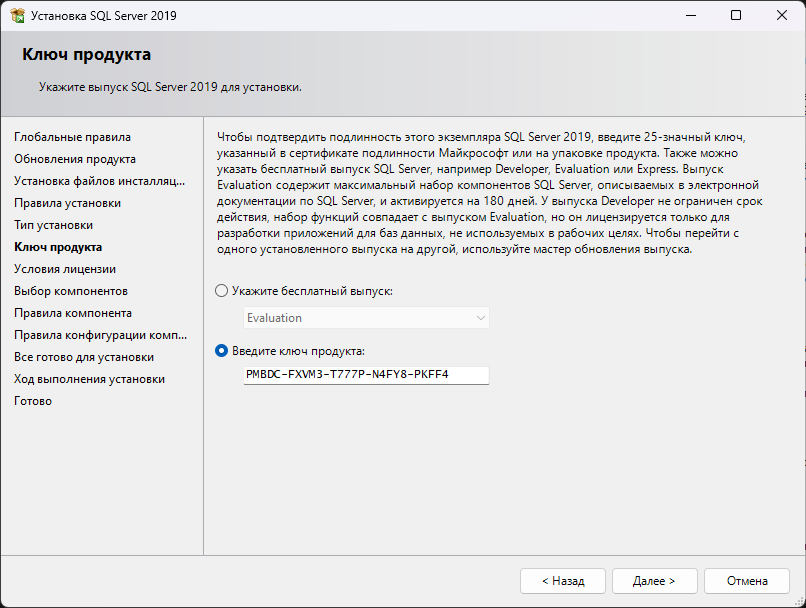 Установка SQL Server 2019
Ключ продукта
Укажите выпуск SQL Server 2019 для установки.
Глобальные правила
Обновления продукта
Установка файлов инсталляц...
Правила установки
Тип установки
Ключ продукта
Условия лицензии
Выбор компонентов
Правила компонента
Правила конфигурации комп...
Все готово для установки
Ход выполнения установки
Готово
Чтобы подтвердить подлинность этого экземпляра SQL Server 2019, введите 25-значный ключ,
указанный в сертификате подлинности Майкрософт или на упаковке продукта. Также можно
указать бесплатный выпуск SQL Server, например Developer, Evaluation или Express. Выпуск
Evaluation содержит максимальный набор компонентов SQL Server, описываемых в электронной
документации по SQL Server, и активируется на 180 дней. У выпуска Developer не ограничен срок
действия, набор функций совпадает с выпуском Evaluation, но он лицензируется только для
разработки приложений для баз данных, не используемых в рабочих целях. Чтобы перейти с
одного установленного выпуска на другой, используйте мастер обновления выпуска.
Укажите бесплатный выпуск:
Evaluation
Введите ключ продукта:
PMBDC-FXVM3-T777P-N4FY8-PKFF4
< Назад
Далее >
Отмена